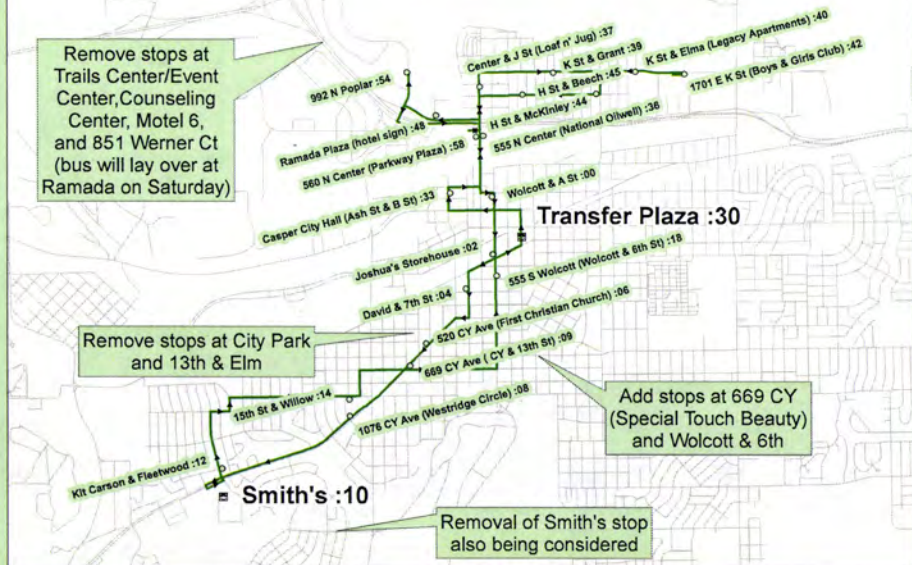 Remove stops at
Trails Center/Event
Center,Counseling
Center, Motel 6,
and 851 Werner Ct
(bus will lay over at
Ramada on Saturday)
992 N Poplar :54
Center & J St (Loaf n' Jug) :37
K St & Grant :39
K St & Elma (Legacy Apartments) :40
1701 E K St (Boys & Girls Club) :42
H St & Beech :45
H St & McKinley :44
555 N Center (National Oilwell) :36
Ramada Plaza (hotel sign) :48
560 N Center (Parkway Plaza) :58
Casper City Hall (Ash St & B St) :33
Wolcott & A St :00
Transfer Plaza :30
Joshua's Storehouse :02
555 S Wolcott (Wolcott & 6th St) :18
David & 7th St :04
520 CY Ave (First Christian Church) :06
Remove stops at City Park
and 13th & Elm
669 CY Ave ( CY & 13th St) :09
Add stops at 669 CY
(Special Touch Beauty)
and Wolcott & 6th
15th St & Willow :14
1076 CY Ave (Westridge Circle) :08
Kit Carson & Fleetwood :12
Smith's :10
Removal of Smith's stop
also being considered